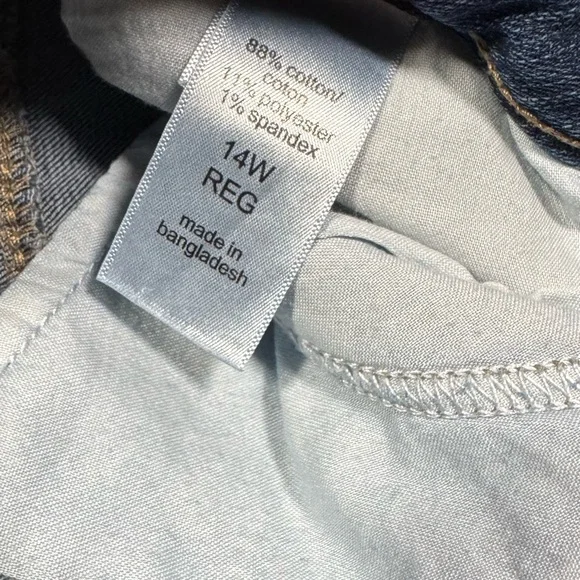 88% cotton/
coton
11% polyester
1% spandex
14W
REG
made in
bangladesh